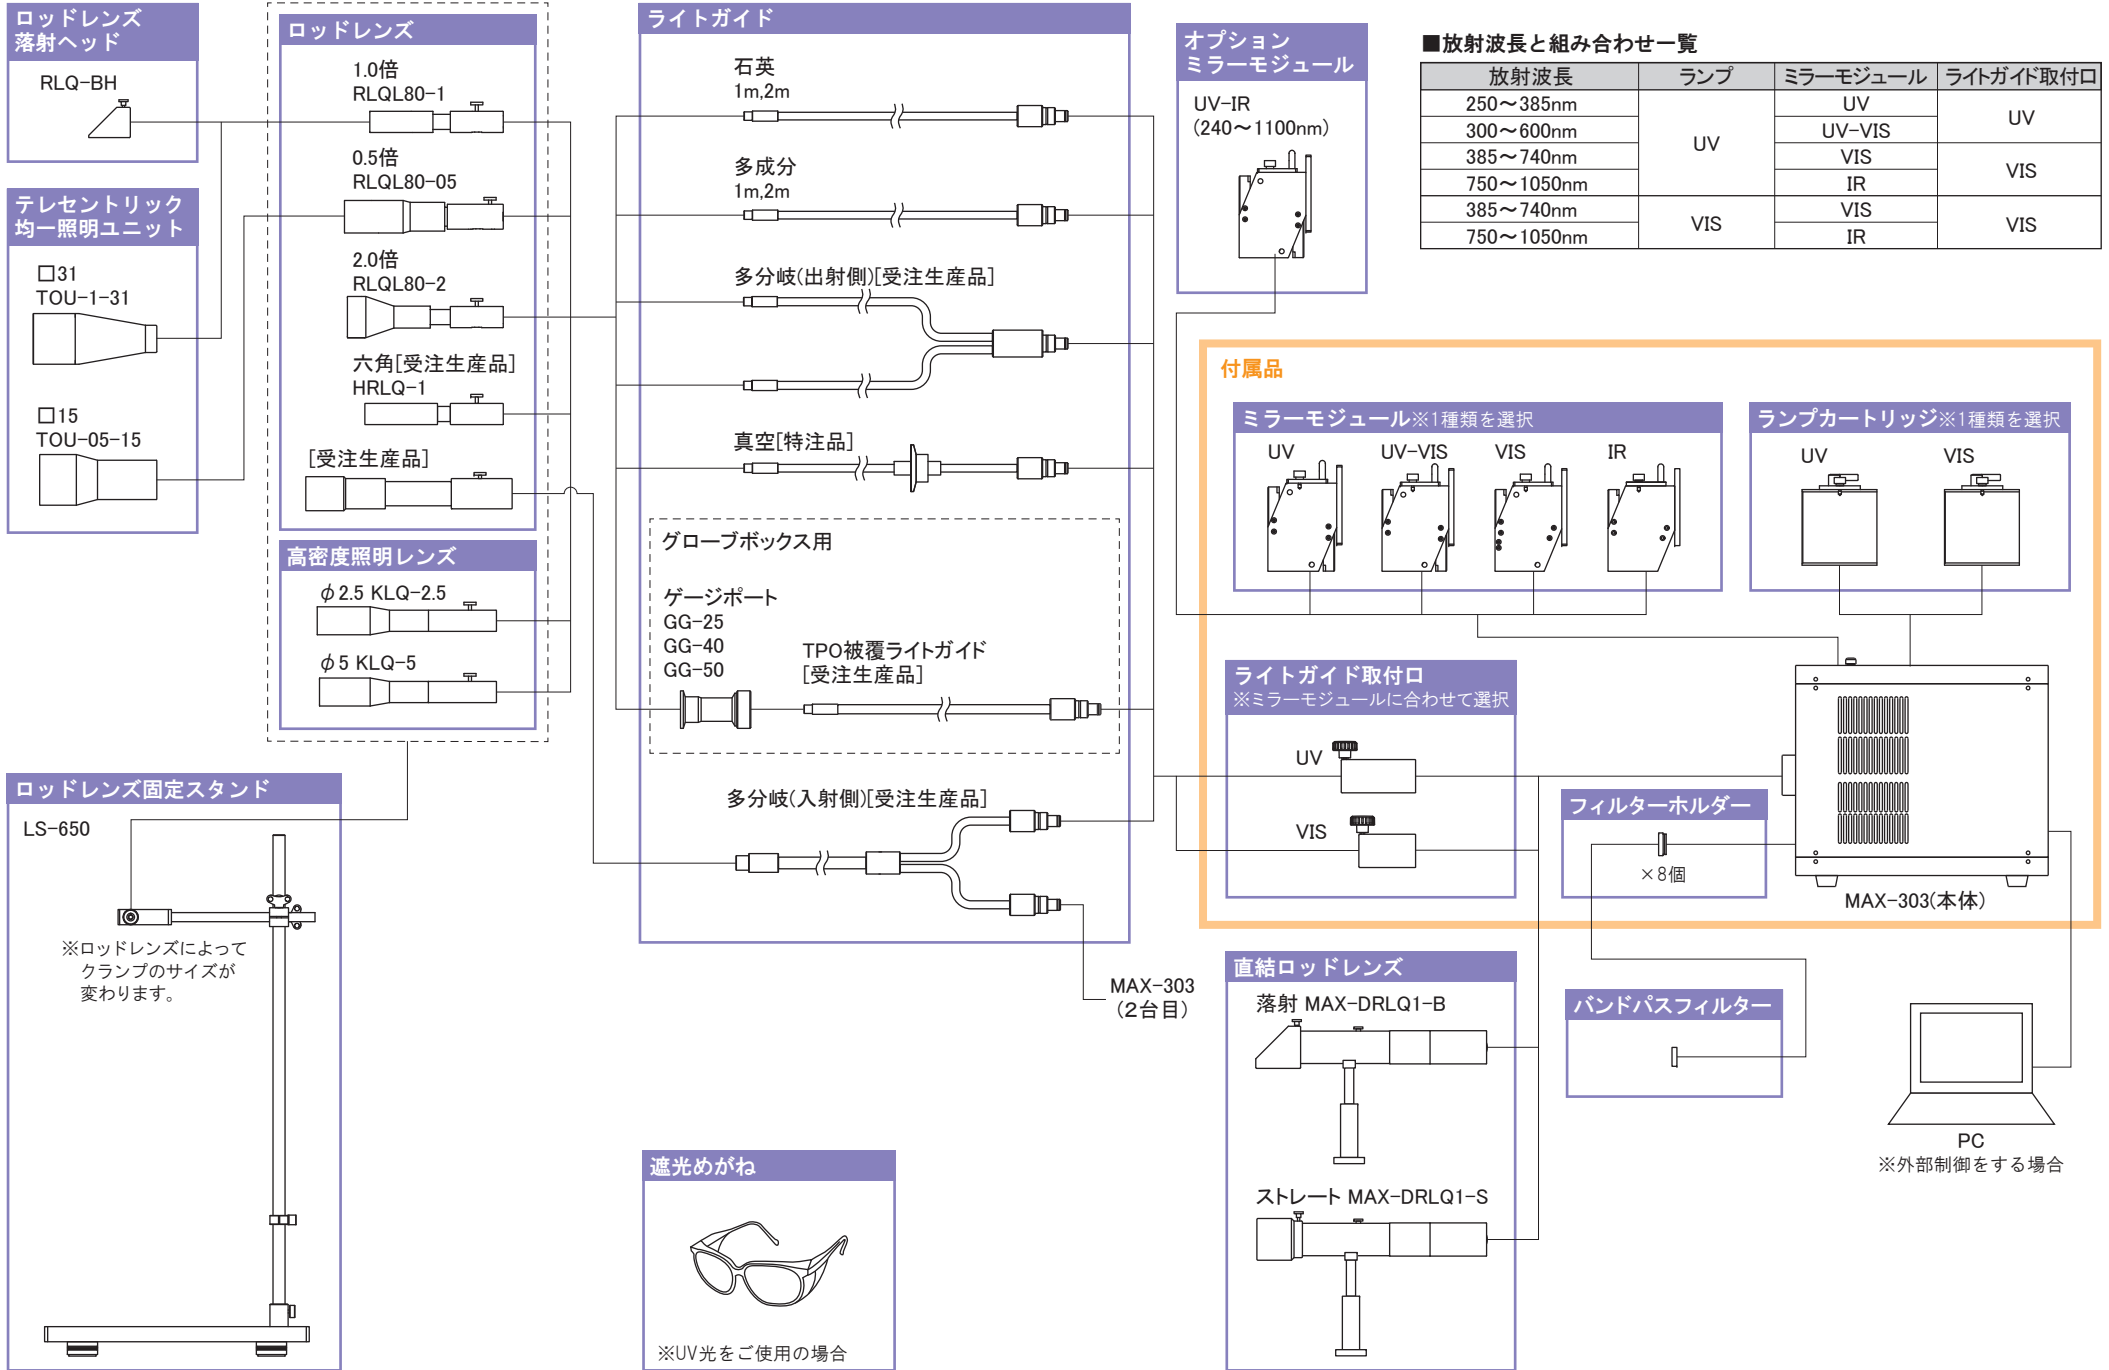 ロッドレンズ
落射ヘッド
RLQ-BH
テレセントリック
均一照明ユニット
□31
TOU-1-31
□15
TOU-05-15
ロッドレンズ
1.0倍
RLQL80-1
0.5倍
RLQL80-05
2.0倍
RLQL80-2
六角[受注生産品]
HRLQ-1
[受注生産品]
高密度照明レンズ
φ2.5 KLQ-2.5
φ5 KLQ-5
ロッドレンズ固定スタンド
LS-650
※ロッドレンズによって
クランプのサイズが
変わります。
ライトガイド
石英
1m,2m
多成分
1m,2m
多分岐(出射側)[受注生産品]
真空[特注品]
グローブボックス用
ゲージポート
GG-25
GG-40
GG-50
TPO被覆ライトガイド
[受注生産品]
多分岐(入射側)[受注生産品]
MAX-303
(2台目)
遮光めがね
※UV光をご使用の場合
オプション
ミラーモジュール
UV-IR
(240～1100nm)
■放射波長と組み合わせ一覧
放射波長 ランプ ミラーモジュール ライトガイド取付口
250～385nm UV UV UV
300～600nm UV-VIS
385～740nm VIS VIS
750～1050nm IR
385～740nm VIS VIS VIS
750～1050nm IR
付属品
ミラーモジュール※1種類を選択
UV UV-VIS VIS IR
ランプカートリッジ※1種類を選択
UV VIS
ライトガイド取付口
※ミラーモジュールに合わせて選択
UV
VIS
フィルターホルダー
×8個
MAX-303(本体)
直結ロッドレンズ
落射 MAX-DRLQ1-B
ストレート MAX-DRLQ1-S
バンドパスフィルター
PC
※外部制御をする場合